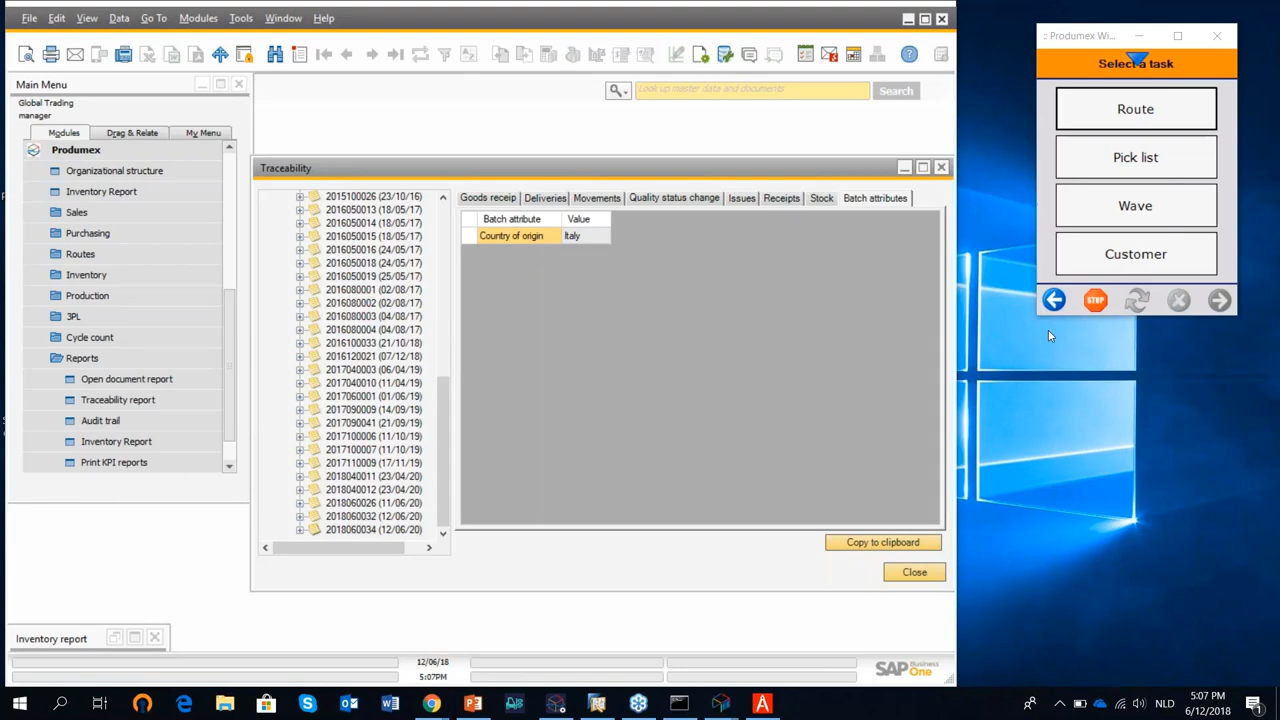 File Edit View Data Go To Modules Tools Window Help
Main Menu
Global Trading
manager
Modules Drag & Relate My Menu
Produmex
Organizational structure
Inventory Report
Sales
Purchasing
Routes
Inventory
Production
3PL
Cycle count
Reports
Open document report
Traceability report
Audit trail
Inventory Report
Print KPI reports
Look up master data and documents Search
Traceability
2015100026 (23/10/16)
2016050013 (18/05/17)
2016050014 (18/05/17)
2016050015 (18/05/17)
2016050016 (24/05/17)
2016050018 (24/05/17)
2016050019 (25/05/17)
2016080001 (02/08/17)
2016080002 (02/08/17)
2016080003 (04/08/17)
2016080004 (04/08/17)
2016100033 (21/10/18)
2016120021 (07/12/18)
2017040003 (06/04/19)
2017040010 (11/04/19)
2017060001 (01/06/19)
2017090009 (14/09/19)
2017090041 (21/09/19)
2017100006 (11/10/19)
2017100007 (11/10/19)
2017110009 (17/11/19)
2018040011 (23/04/20)
2018040012 (23/04/20)
2018060026 (11/06/20)
2018060032 (12/06/20)
2018060034 (12/06/20)
Goods receip Deliveries Movements Quality status change Issues Receipts Stock Batch attributes
Batch attribute Value
Country of origin Italy
Copy to clipboard
Close
Inventory report
12/06/18
5:07PM
SAP Business One
:: Produmex Wi...
Select a task
Route
Pick list
Wave
Customer
STOP
NLD
5:07 PM
6/12/2018
1